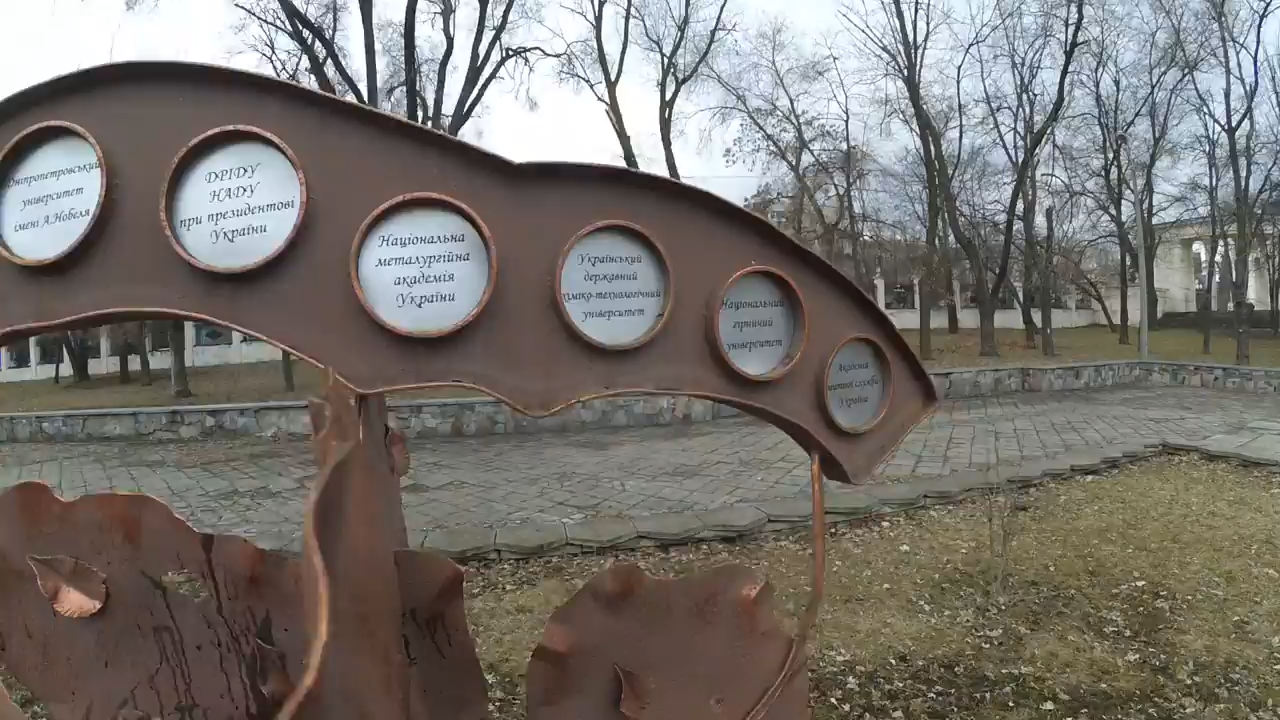 Дніпропетровський
університет
імені А.Нобеля
ДРІДУ
НАДУ
при президентові
України
Національна
металургійна
академія
України
Український
державний
хіміко-технологічний
університет
Національний
гірничий
університет
Академія
митної служби
України